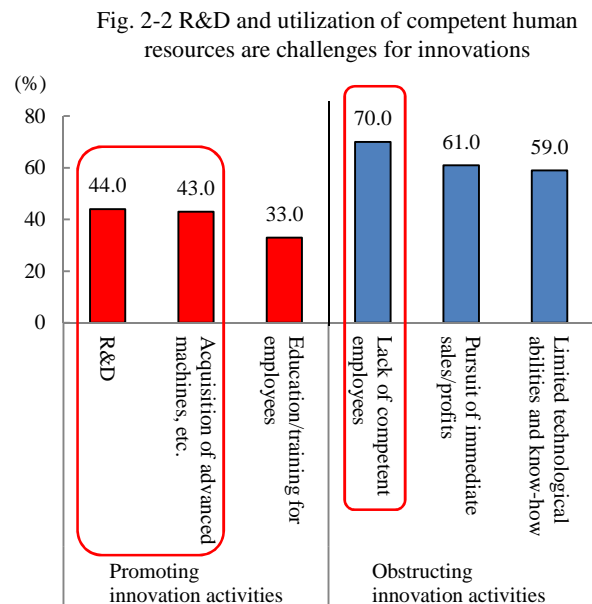 Fig. 2-2 R&D and utilization of competent human
resources are challenges for innovations
(%)
80
60
40
20
0
44.0
43.0
33.0
70.0
61.0
59.0
R&D
Acquisition of advanced
machines, etc.
Education/training for
employees
Lack of competent
employees
Pursuit of immediate
sales/profits
Limited technological
abilities and know-how
Promoting
innovation activities
Obstructing
innovation activities